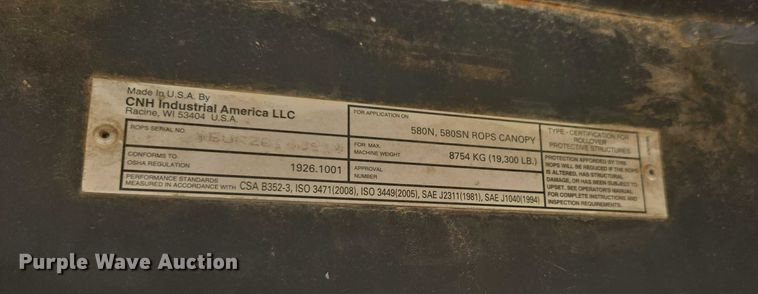 Made In U.S.A. By
CNH Industrial America LLC
Racine, WI 53404 U.S.A.
ROPS SERIAL NO.
CONFORMS TO:
OSHA REGULATION 1926.1001
PERFORMANCE STANDARDS
MEASURED IN ACCORDANCE WITH CSA B352-3, ISO 3471(2008), ISO 3449(2005), SAE J2311(1981), SAE J1040(1994)
FOR APPLICATION ON
580N, 580SN ROPS CANOPY
FOR MAX.
MACHINE WEIGHT 8754 KG (19,300 LB.)
APPROVAL
NUMBER
TYPE - CERTIFICATION FOR
ROLLOVER
PROTECTIVE STRUCTURES
PROTECTION AFFORDED BY THIS
ROPS WILL BE REDUCED IF THE ROPS
IS ALTERED, HAS STRUCTURAL
DAMAGE, OR HAS BEEN SUBJECT TO
UPSET. SEE OPERATOR'S MANUAL
FOR COMPLETE INSTRUCTIONS AND
INSPECTION REQUIREMENTS.
Purple Wave Auction